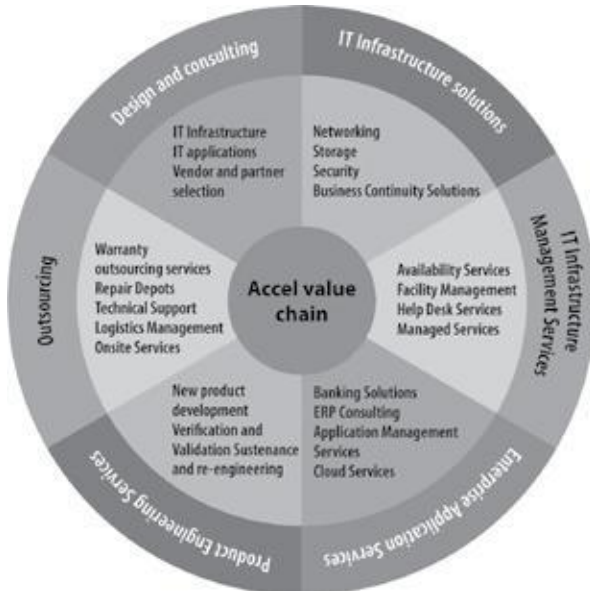 Design and consulting
IT Infrastructure
IT applications
Vendor and partner
selection
IT Infrastructure solutions
Networking
Storage
Security
Business Continuity Solutions
IT Infrastructure
Management Services
Availability Services
Facility Management
Help Desk Services
Managed Services
Enterprise Application Services
Banking Solutions
ERP Consulting
Application Management
Services
Cloud Services
Product Engineering Services
New product
development
Verification and
Validation Sustenance
and re-engineering
Outsourcing
Warranty
outsourcing services
Repair Depots
Technical Support
Logistics Management
Onsite Services
Accel value
chain